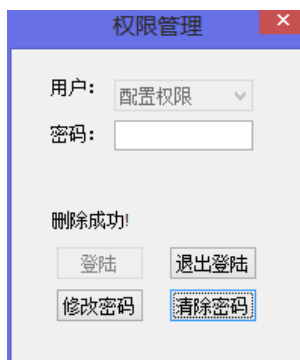 权限管理
用户：
配置权限
密码：
删除成功!
登陆
退出登陆
修改密码
清除密码